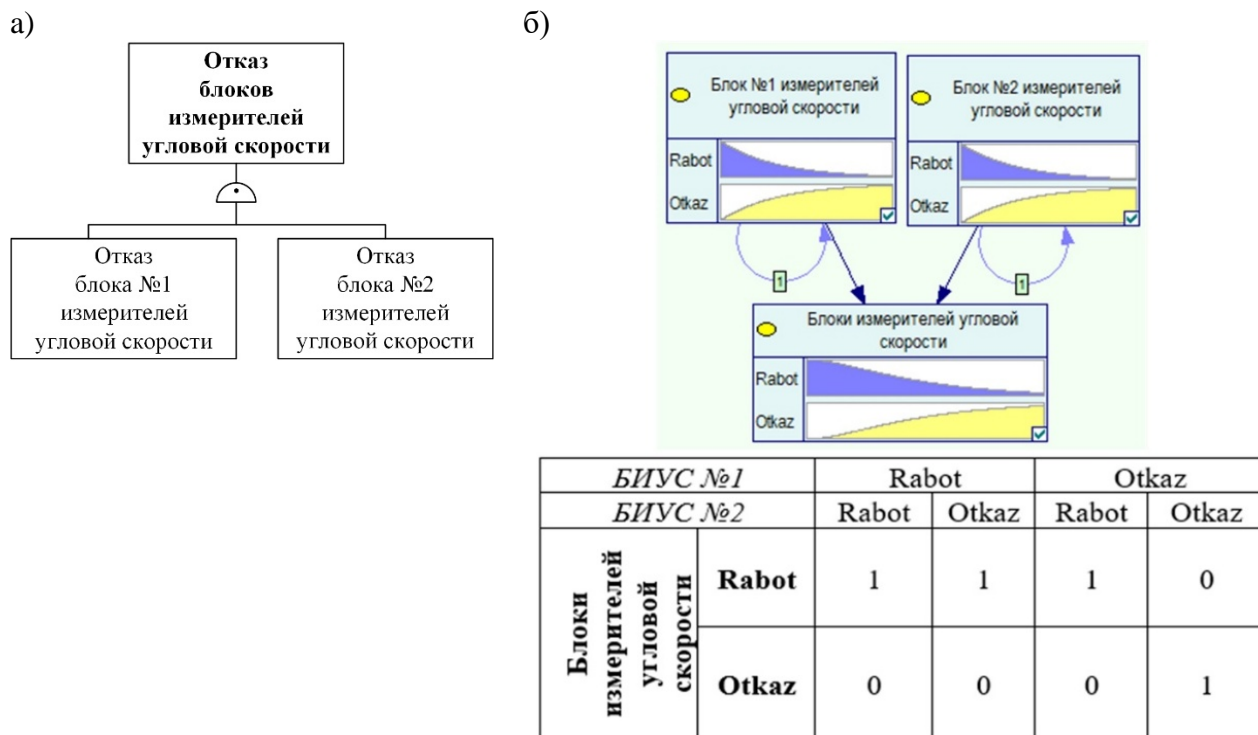 а)
Отказ
блоков
измерителей
угловой скорости
Отказ
блока №1
измерителей
угловой скорости
Отказ
блока №2
измерителей
угловой скорости
б)
Блок №1 измерителей
угловой скорости
Rabot
Otkaz
1
Блок №2 измерителей
угловой скорости
Rabot
Otkaz
1
Блоки измерителей угловой
скорости
Rabot
Otkaz
БИУС №1 Rabot Otkaz
БИУС №2 Rabot Otkaz Rabot Otkaz
Блоки
измерителей
угловой
скорости
Rabot 1 1 1 0
Otkaz 0 0 0 1